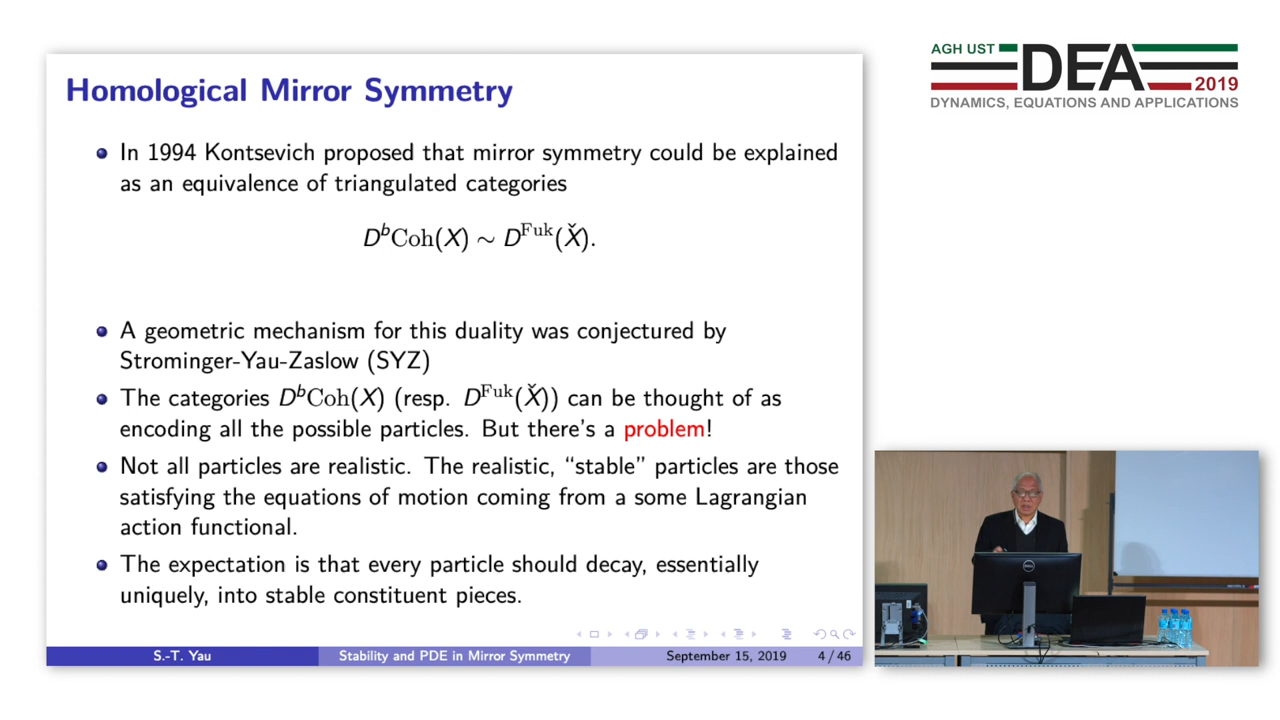 Homological Mirror Symmetry
In 1994 Kontsevich proposed that mirror symmetry could be explained
as an equivalence of triangulated categories
DᵇCoh(X) ∼ Dᶠᵘᵏ(X̌).
A geometric mechanism for this duality was conjectured by
Strominger-Yau-Zaslow (SYZ)
The categories DᵇCoh(X) (resp. Dᶠᵘᵏ(X̌)) can be thought of as
encoding all the possible particles. But there's a problem!
Not all particles are realistic. The realistic, “stable” particles are those
satisfying the equations of motion coming from a some Lagrangian
action functional.
The expectation is that every particle should decay, essentially
uniquely, into stable constituent pieces.
S.-T. Yau Stability and PDE in Mirror Symmetry September 15, 2019 4 / 46
AGH UST
DEA
2019
DYNAMICS, EQUATIONS AND APPLICATIONS
DELL